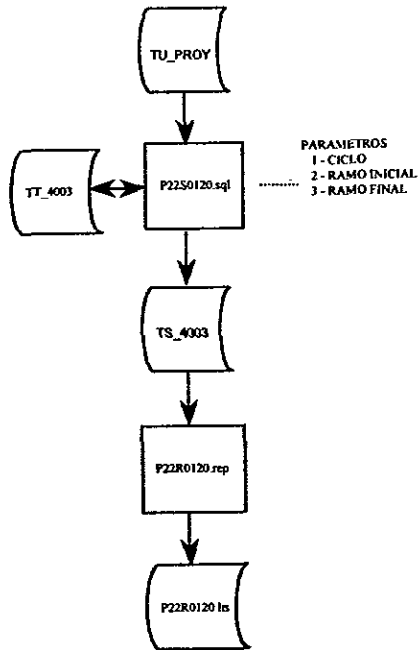 TU_PROY
PARAMETROS
1 - CICLO
2 - RAMO INICIAL
3 - RAMO FINAL
TT_4003
P22S0120.sql
TS_4003
P22R0120.rep
P22R0120 lis